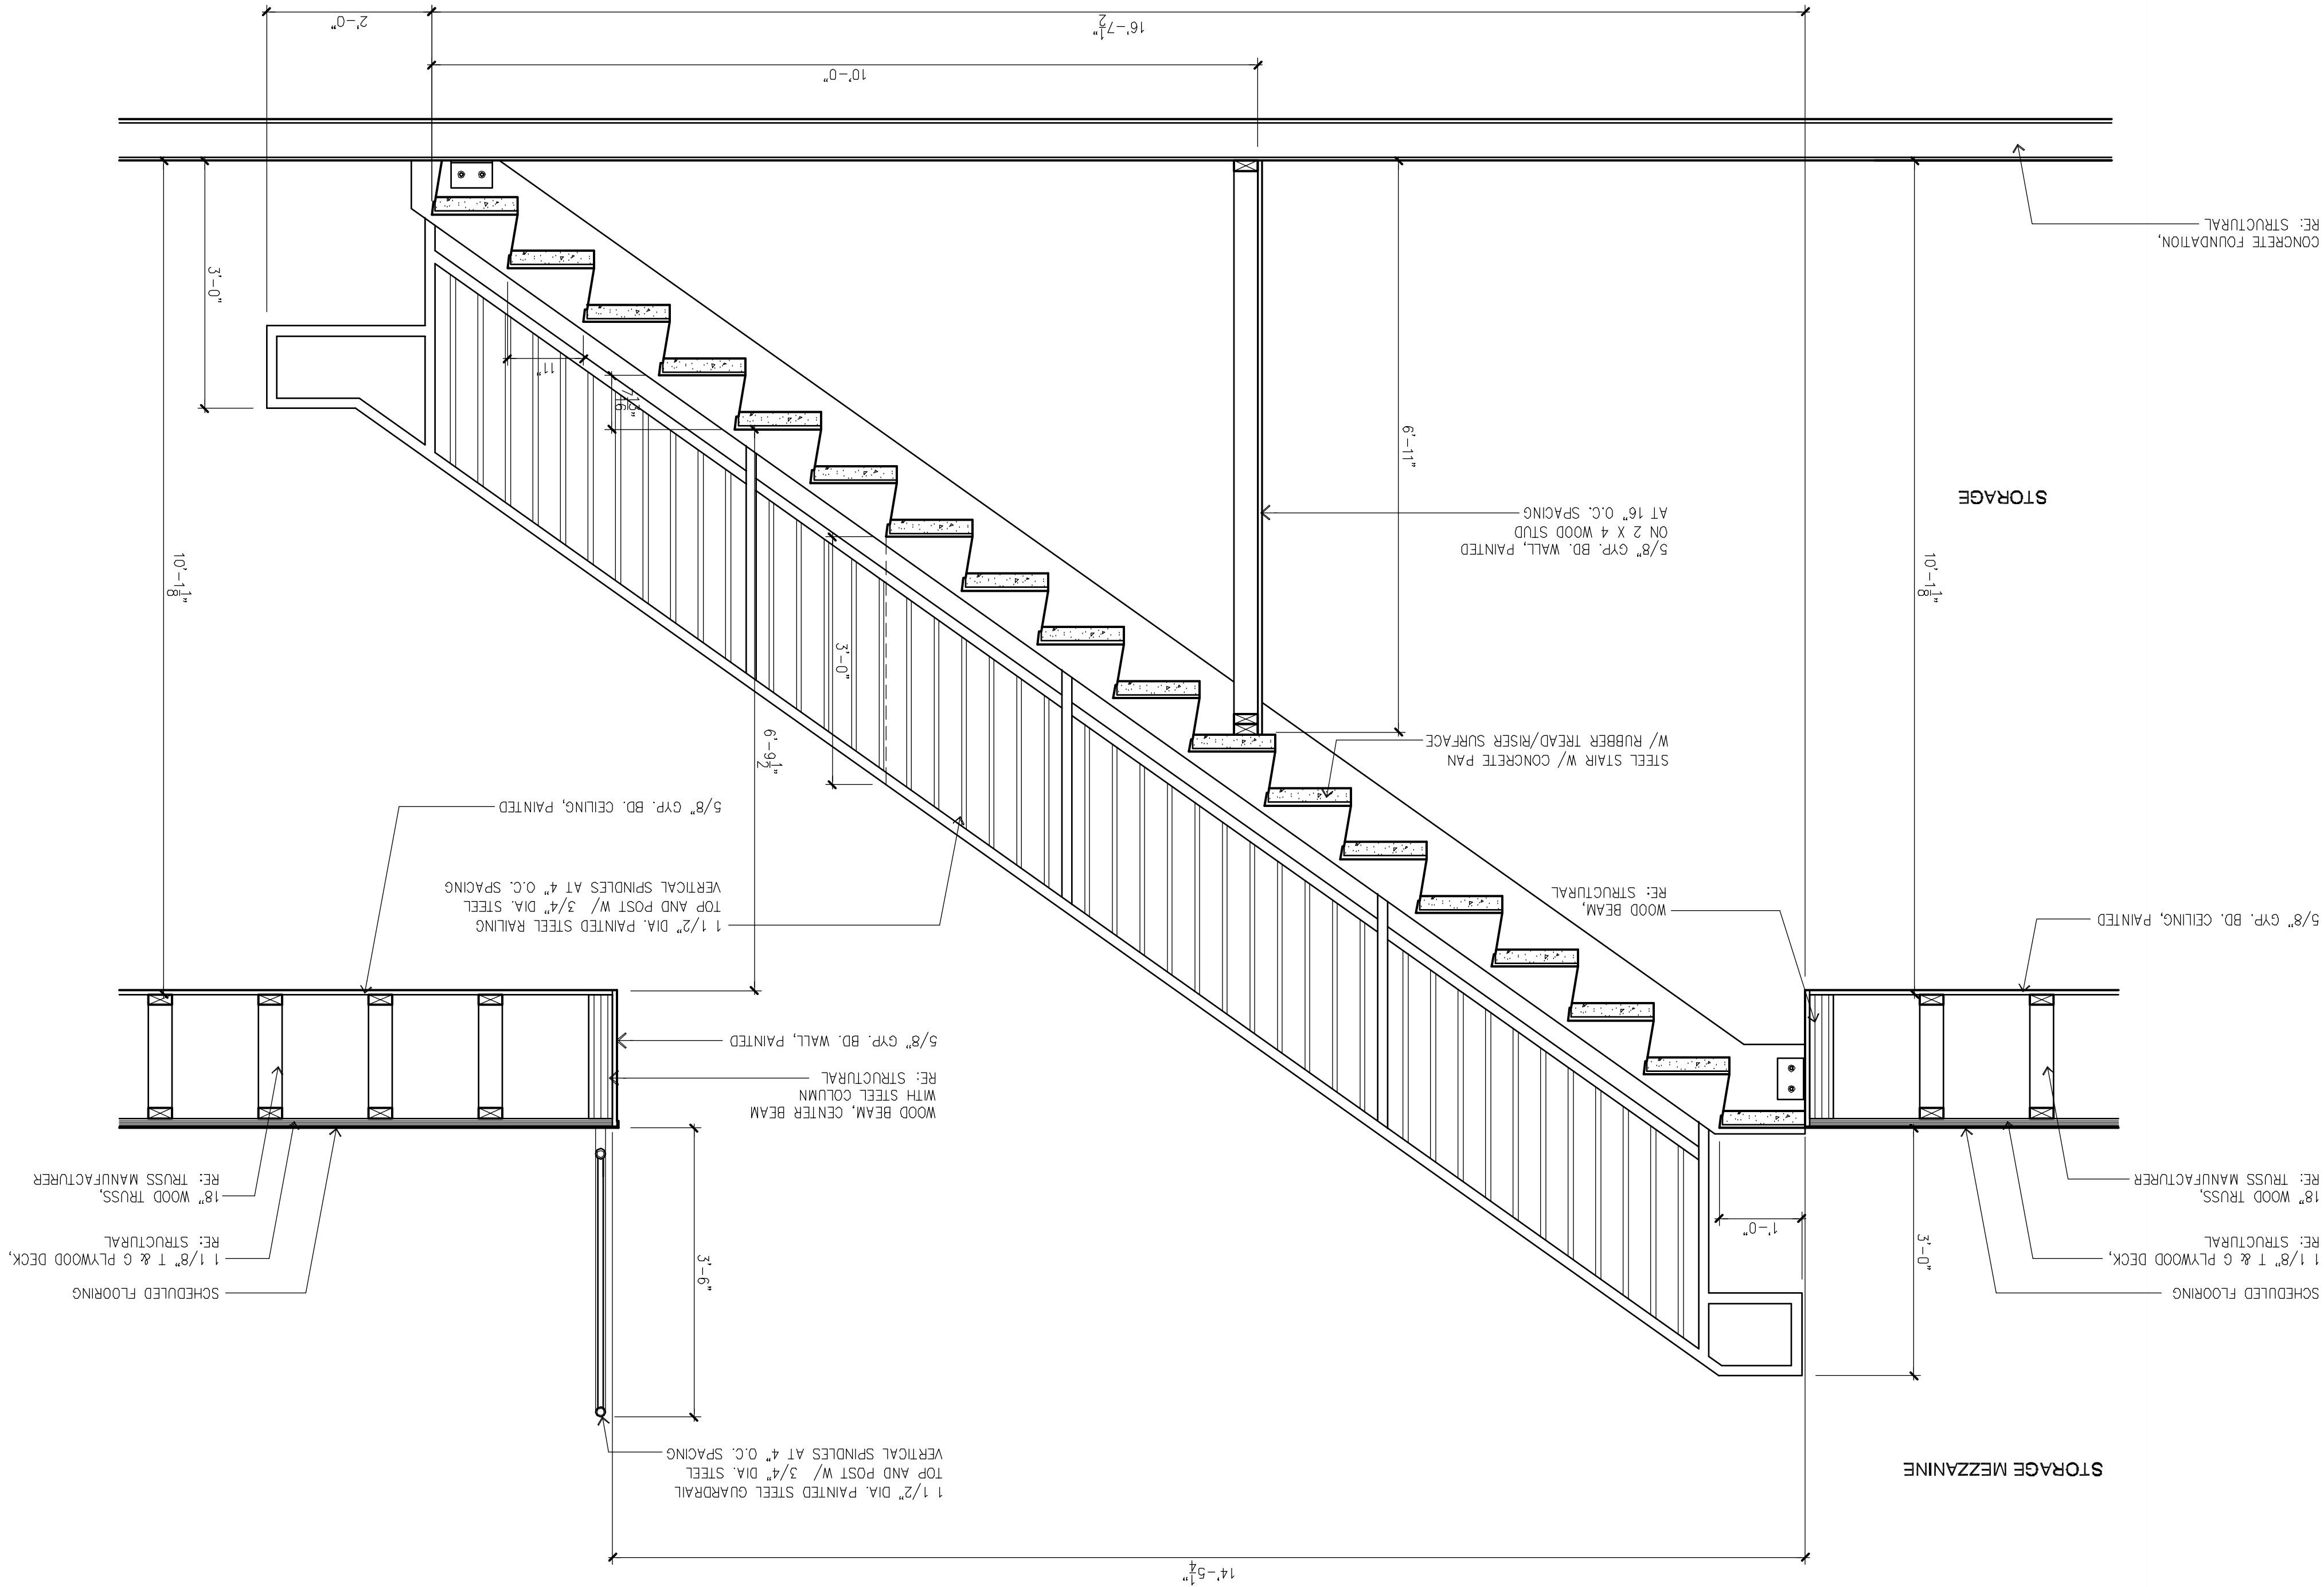 14'-5 1/4"
STORAGE MEZZANINE
1 1/2" DIA. PAINTED STEEL GUARDRAIL
TOP AND POST W/ 3/4" DIA. STEEL
VERTICAL SPINDLES AT 4" O.C. SPACING
SCHEDULED FLOORING
1 1/8" T & G PLYWOOD DECK,
RE: STRUCTURAL
18" WOOD TRUSS,
RE: TRUSS MANUFACTURER
3'-0"
1'-0"
3'-6"
SCHEDULED FLOORING
1 1/8" T & G PLYWOOD DECK,
RE: STRUCTURAL
18" WOOD TRUSS,
RE: TRUSS MANUFACTURER
WOOD BEAM, CENTER BEAM
WITH STEEL COLUMN
RE: STRUCTURAL
5/8" GYP. BD. WALL, PAINTED
5/8" GYP. BD. CEILING, PAINTED
WOOD BEAM,
RE: STRUCTURAL
1 1/2" DIA. PAINTED STEEL RAILING
TOP AND POST W/ 3/4" DIA. STEEL
VERTICAL SPINDLES AT 4" O.C. SPACING
5/8" GYP. BD. CEILING, PAINTED
STEEL STAIR W/ CONCRETE PAN
W/ RUBBER TREAD/RISER SURFACE
6'-9 1/2"
3'-0"
10'-1 1/8"
10'-1 1/8"
5/8" GYP. BD. WALL, PAINTED
ON 2 X 4 WOOD STUD
AT 16" O.C. SPACING
STORAGE
6'-11"
7 13/16"
11"
3'-0"
CONCRETE FOUNDATION,
RE: STRUCTURAL
10'-0"
16'-7 1/2"
2'-0"